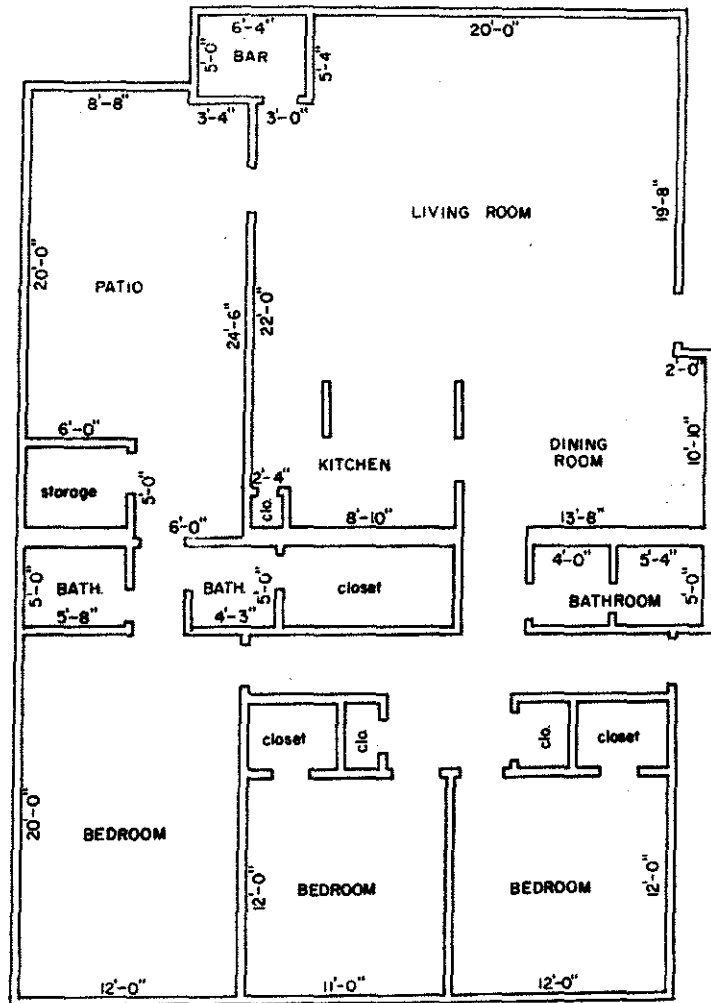 6'-4"
BAR
5'-0"
5'-4"
20'-0"
8'-8"
3'-4"
3'-0"
LIVING ROOM
19'-8"
20'-0"
PATIO
24'-6"
22'-0"
2'-0"
6'-0"
KITCHEN
DINING
ROOM
10'-10"
storage
5'-0"
2'-4"
clo.
6'-0"
8'-10"
13'-8"
5'-0"
BATH.
5'-8"
BATH.
4'-3"
5'-0"
closet
4'-0"
5'-4"
BATHROOM
5'-0"
closet
clo.
clo.
closet
20'-0"
BEDROOM
12'-0"
BEDROOM
BEDROOM
12'-0"
12'-0"
11'-0"
12'-0"